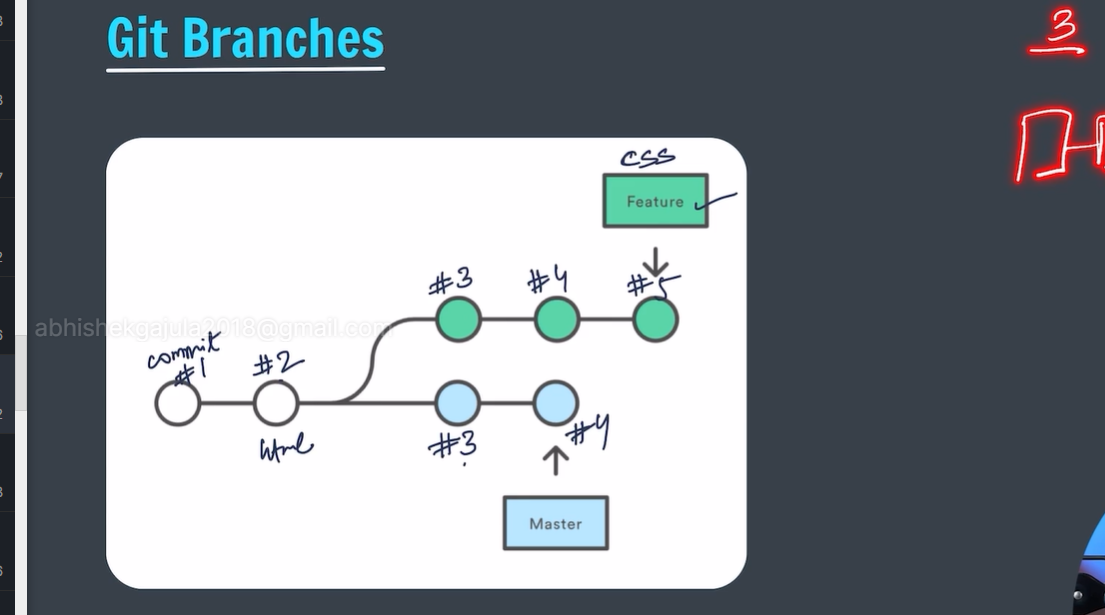 Git Branches
3
css
Feature
#3 #4 #5
abhishekgajula2018@gmail.com
commit
#1 #2
html
#3 #4
Master